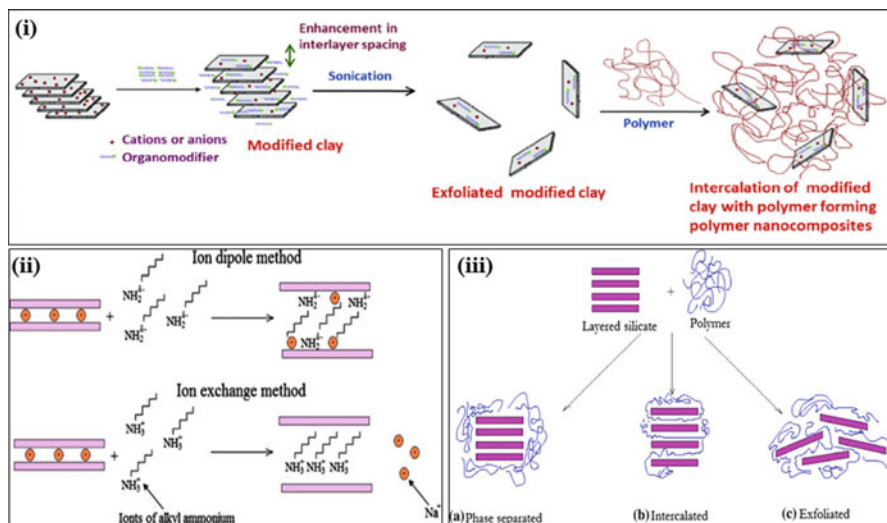 (i)
Enhancement in
interlayer spacing
Sonication
Cations or anions
Organomodifier
Modified clay
Exfoliated modified clay
Polymer
Intercalation of modified
clay with polymer forming
polymer nanocomposites
(ii)
Ion dipole method
NH2
NH2
NH2
NH2
NH2
NH2
Ion exchange method
NH3+
NH3+
NH3+
NH3+ NH3+ NH3+
Ionts of alkyl ammonium
Na+
(iii)
Layered silicate
+
Polymer
(a) Phase separated
(b) Intercalated
(c) Exfoliated